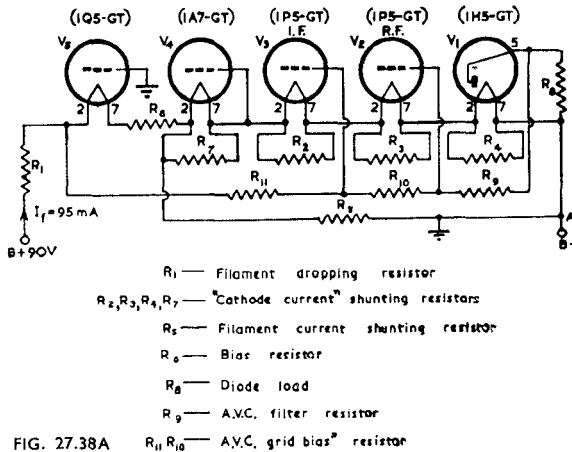 (1Q5-GT) (1A7-GT) (1P5-GT) (1P5-GT) (1H5-GT)
I.F. R.F.
V5 V4 V3 V2 V1 5
2 7 2 7 2 7 2 7 2 7
R6 R8
R7 R2 R3 R4
R1 R11 R10 R9
If=95mA
B+90V
A
B-
R1 — Filament dropping resistor
R2,R3,R4,R7 — "Cathode current" shunting resistors
R5 — Filament current shunting resistor
R6 — Bias resistor
R8 — Diode load
R9 — A.V.C. filter resistor
FIG. 27.38A R11 R10 — A.V.C. grid bias" resistor